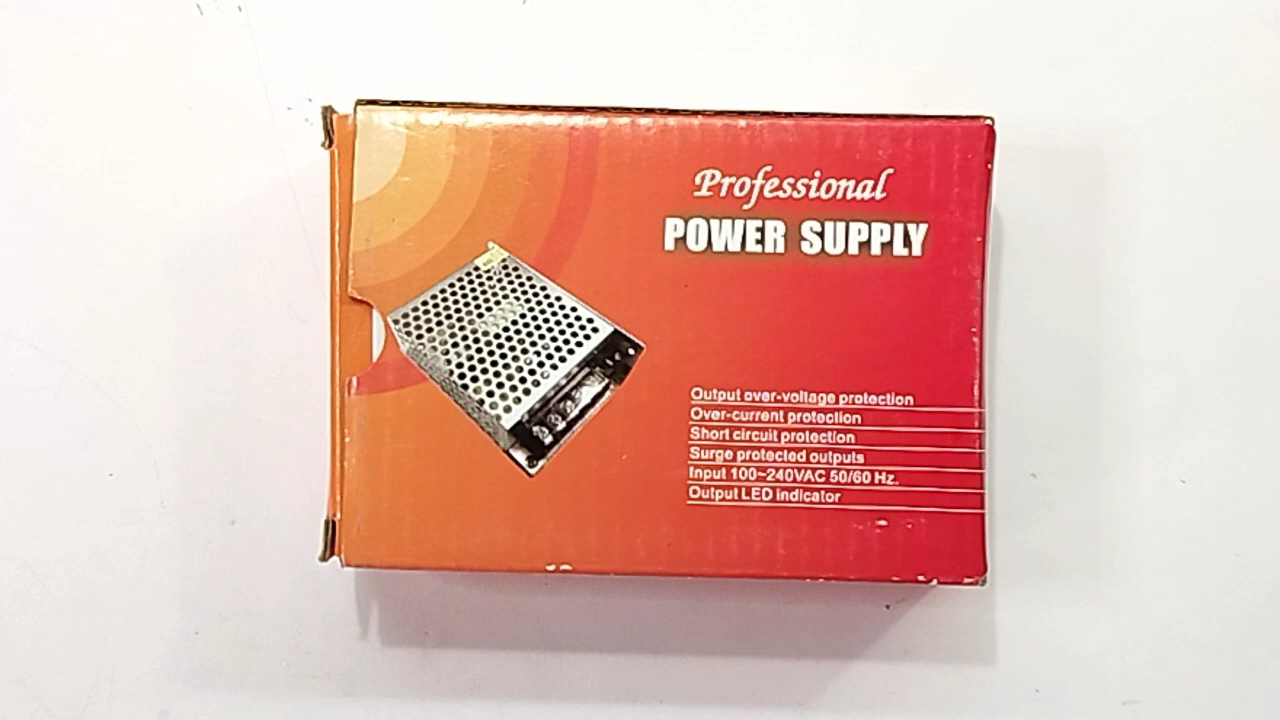 Professional
POWER SUPPLY
Output over-voltage protection
Over-current protection
Short circuit protection
Surge protected outputs
Input 100~240VAC 50/60 Hz.
Output LED indicator